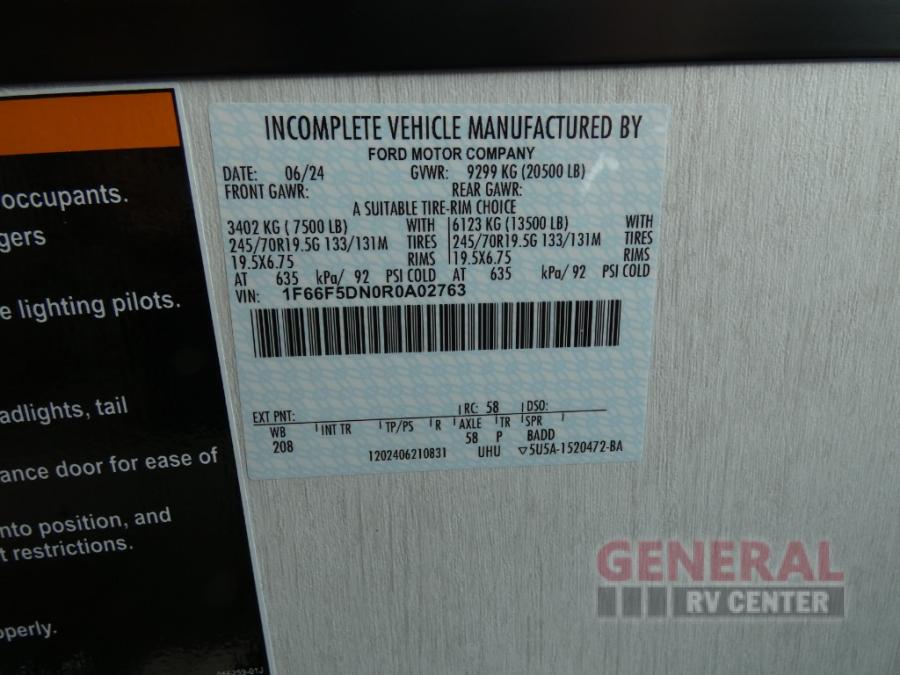 occupants.
gers
e lighting pilots.
adlights, tail
ance door for ease of
nto position, and
t restrictions.
operly.
INCOMPLETE VEHICLE MANUFACTURED BY
FORD MOTOR COMPANY
DATE: 06/24 GVWR: 9299 KG (20500 LB)
FRONT GAWR: REAR GAWR:
A SUITABLE TIRE-RIM CHOICE
3402 KG ( 7500 LB) WITH 6123 KG (13500 LB) WITH
245/70R19.5G 133/131M TIRES 245/70R19.5G 133/131M TIRES
19.5X6.75 RIMS 19.5X6.75 RIMS
AT 635 kPa/ 92 PSI COLD AT 635 kPa/ 92 PSI COLD
VIN: 1F66F5DN0R0A02763
EXT PNT: RC: 58 DSO:
WB INT TR TP/PS R AXLE TR SPR
208 58 P BADD
1202406210831 UHU 5U5A-1520472-BA
GENERAL
RV CENTER